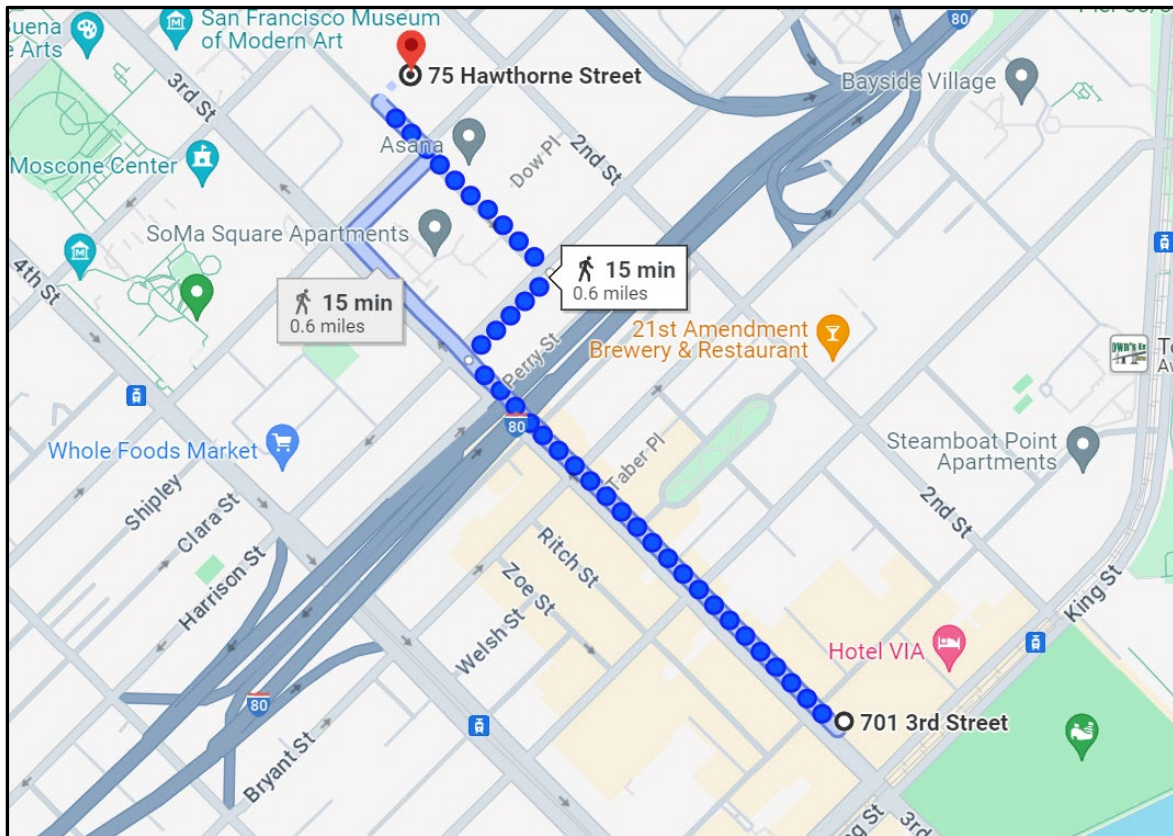 Buena
e Arts
San Francisco Museum
of Modern Art
80
75 Hawthorne Street
Bayside Village
3rd St
Asana
Dow Pl
2nd St
Moscone Center
SoMa Square Apartments
4th St
15 min
0.6 miles
15 min
0.6 miles
21st Amendment
Brewery & Restaurant
Perry St
80
Whole Foods Market
Taber Pl
Steamboat Point
Apartments
Shipley
Clara St
Harrison St
Ritch St
Zoe St
Welsh St
2nd St
King St
Hotel VIA
80
701 3rd Street
Bryant St
King St
3rd